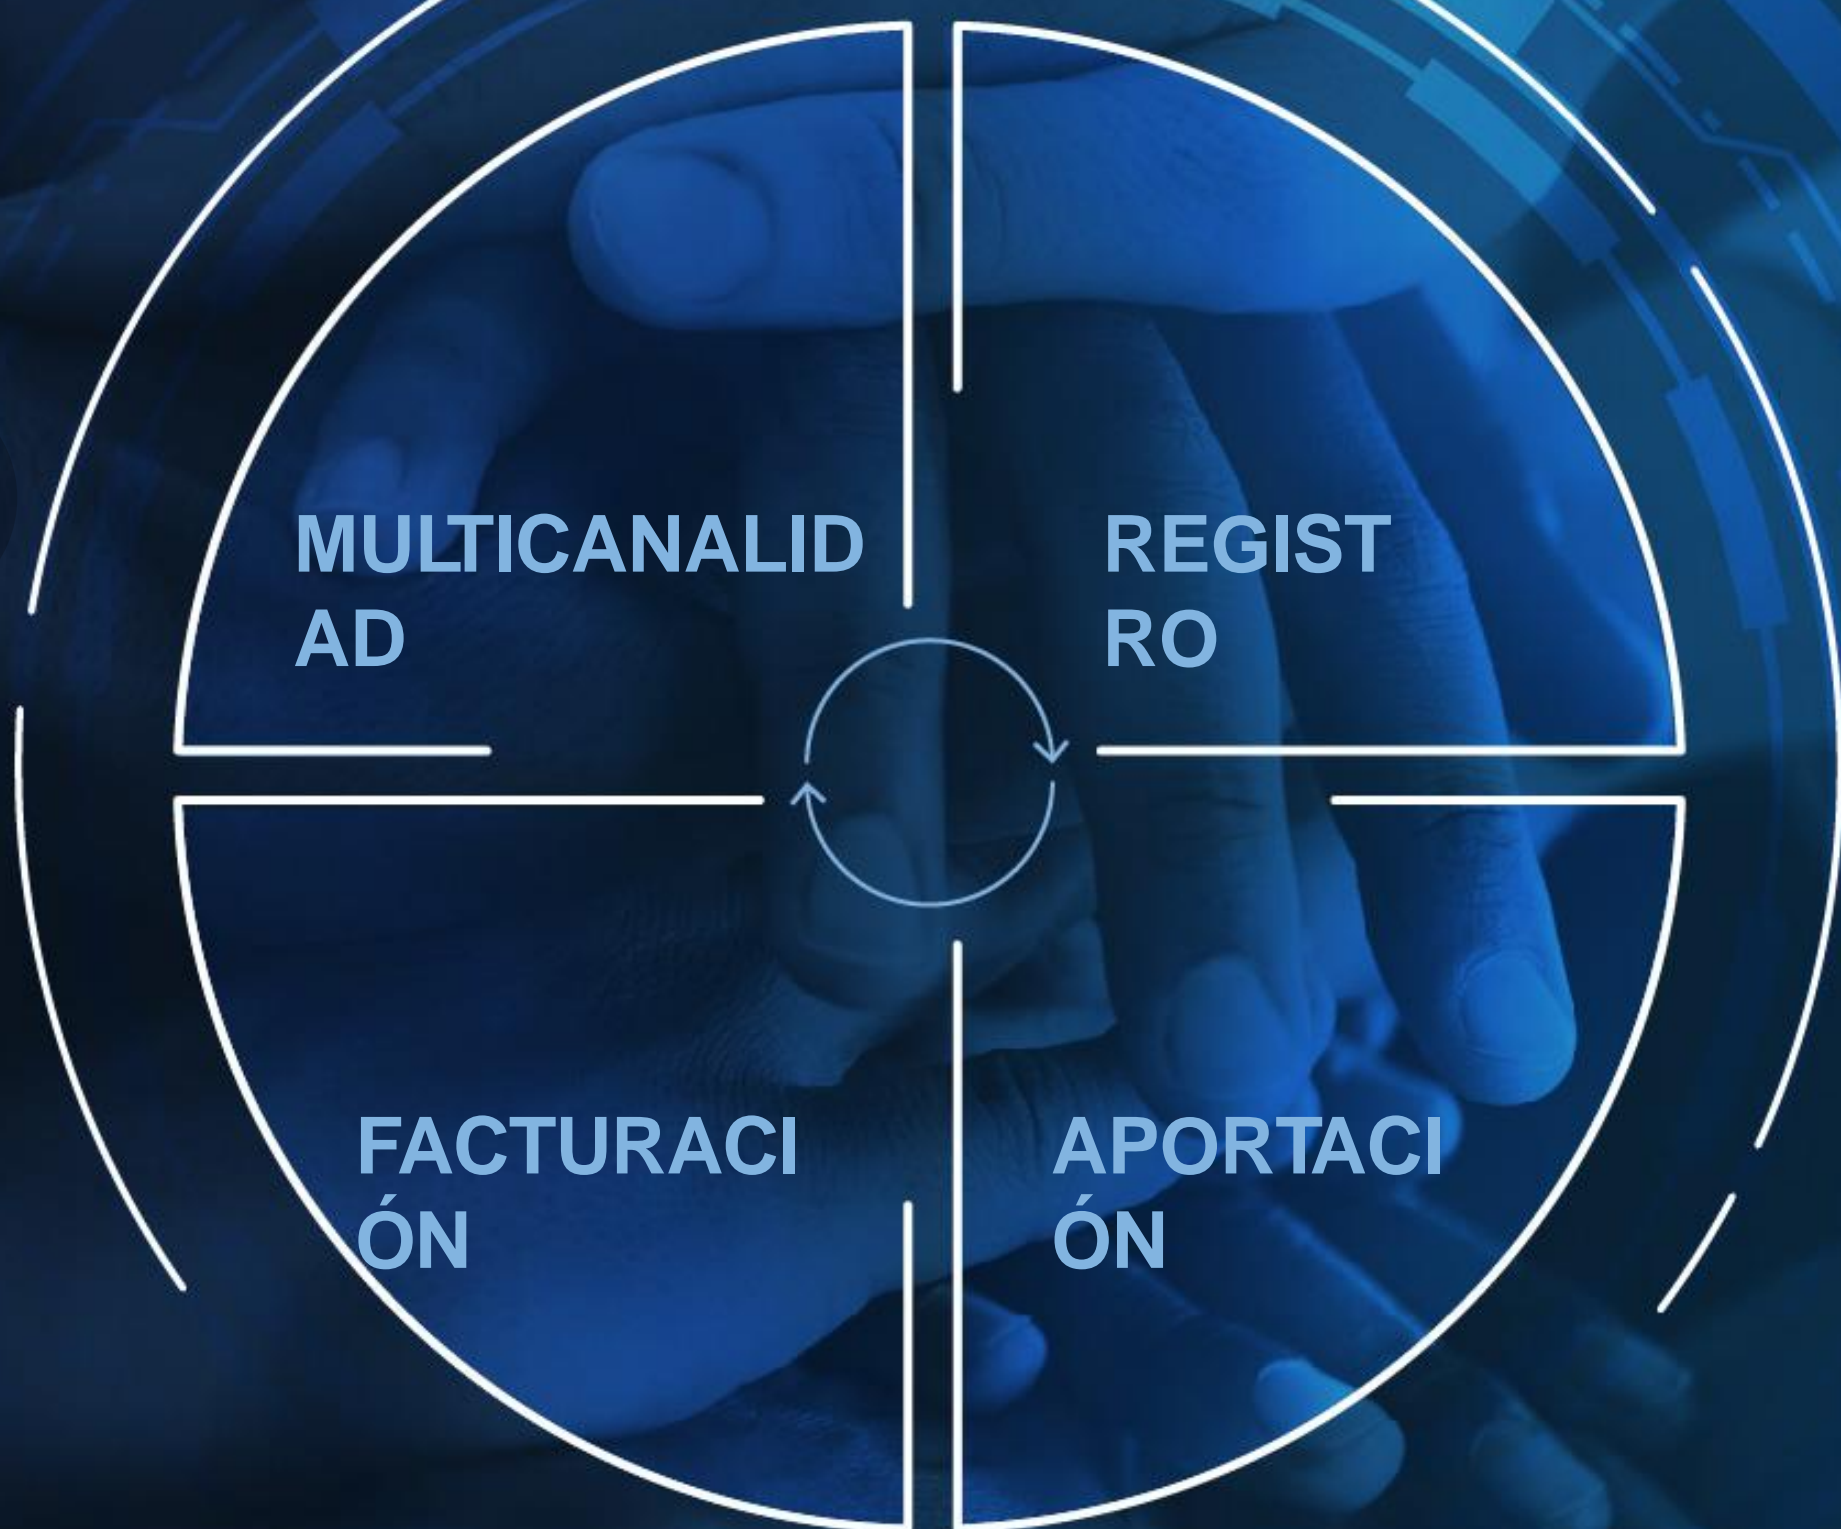 MULTICANALID
AD
REGIST
RO
FACTURACI
ÓN
APORTACI
ÓN